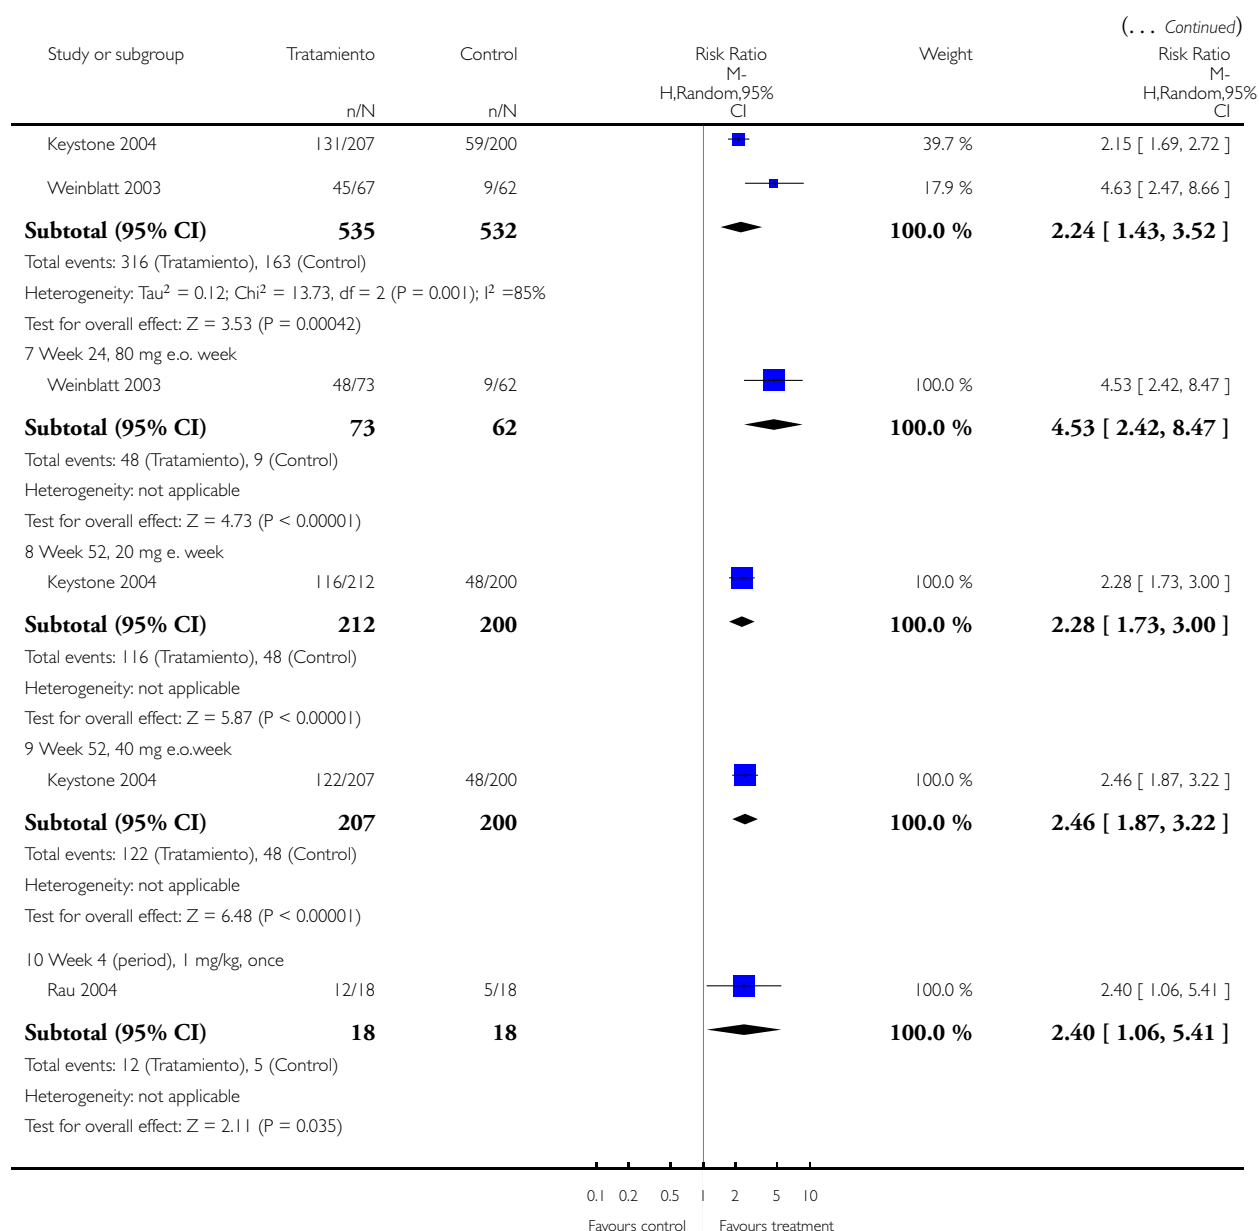 (... Continued)
Study or subgroup Tratamiento Control Risk Ratio Weight Risk Ratio
M- M-
H,Random,95% H,Random,95%
n/N n/N CI CI
Keystone 2004 131/207 59/200 39.7 % 2.15 [ 1.69, 2.72 ]
Weinblatt 2003 45/67 9/62 17.9 % 4.63 [ 2.47, 8.66 ]
Subtotal (95% CI) 535 532 100.0 % 2.24 [ 1.43, 3.52 ]
Total events: 316 (Tratamiento), 163 (Control)
Heterogeneity: Tau² = 0.12; Chi² = 13.73, df = 2 (P = 0.001); I² =85%
Test for overall effect: Z = 3.53 (P = 0.00042)
7 Week 24, 80 mg e.o. week
Weinblatt 2003 48/73 9/62 100.0 % 4.53 [ 2.42, 8.47 ]
Subtotal (95% CI) 73 62 100.0 % 4.53 [ 2.42, 8.47 ]
Total events: 48 (Tratamiento), 9 (Control)
Heterogeneity: not applicable
Test for overall effect: Z = 4.73 (P < 0.00001)
8 Week 52, 20 mg e. week
Keystone 2004 116/212 48/200 100.0 % 2.28 [ 1.73, 3.00 ]
Subtotal (95% CI) 212 200 100.0 % 2.28 [ 1.73, 3.00 ]
Total events: 116 (Tratamiento), 48 (Control)
Heterogeneity: not applicable
Test for overall effect: Z = 5.87 (P < 0.00001)
9 Week 52, 40 mg e.o.week
Keystone 2004 122/207 48/200 100.0 % 2.46 [ 1.87, 3.22 ]
Subtotal (95% CI) 207 200 100.0 % 2.46 [ 1.87, 3.22 ]
Total events: 122 (Tratamiento), 48 (Control)
Heterogeneity: not applicable
Test for overall effect: Z = 6.48 (P < 0.00001)
10 Week 4 (period), 1 mg/kg, once
Rau 2004 12/18 5/18 100.0 % 2.40 [ 1.06, 5.41 ]
Subtotal (95% CI) 18 18 100.0 % 2.40 [ 1.06, 5.41 ]
Total events: 12 (Tratamiento), 5 (Control)
Heterogeneity: not applicable
Test for overall effect: Z = 2.11 (P = 0.035)
0.1 0.2 0.5 1 2 5 10
Favours control Favours treatment